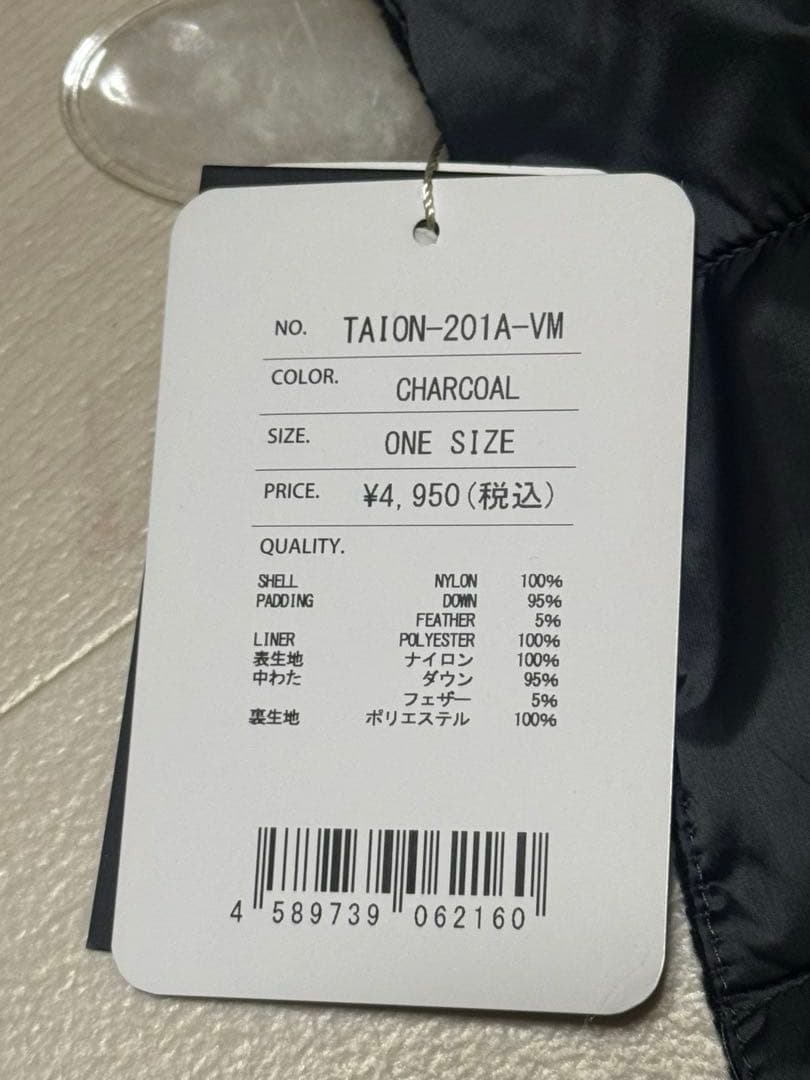 NO. TAION-201A-VM
COLOR. CHARCOAL
SIZE. ONE SIZE
PRICE. ¥4,950(税込)
QUALITY.
SHELL NYLON 100%
PADDING DOWN 95%
FEATHER 5%
LINER POLYESTER 100%
表生地 ナイロン 100%
中わた ダウン 95%
フェザー 5%
裏生地 ポリエステル 100%
4 589739 062160